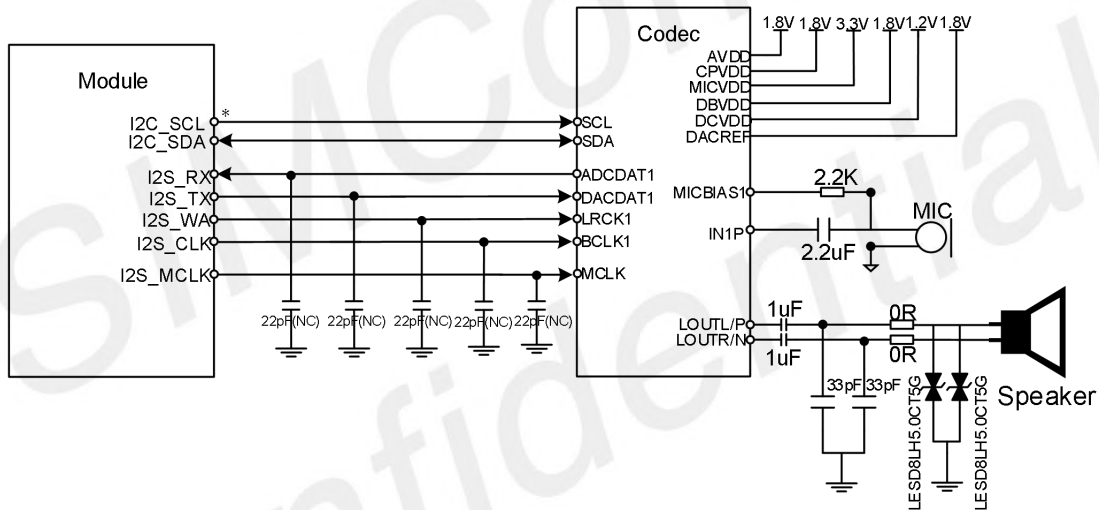 Module
I2C_SCL
*
I2C_SDA
I2S_RX
I2S_TX
I2S_WA
I2S_CLK
I2S_MCLK
22pF(NC) 22pF(NC) 22pF(NC) 22pF(NC) 22pF(NC)
Codec
SCL
SDA
ADCDAT1
DACDAT1
LRCK1
BCLK1
MCLK
1.8V 1.8V 3.3V 1.8V 1.2V 1.8V
AVDD
CPVDD
MICVDD
DBVDD
DCVDD
DACREF
MICBIAS1
2.2K
IN1P
2.2uF
MIC
LOUTL/P
LOUTR/N
1uF
1uF
0R
0R
33pF 33pF
LESD8LH5.0CT5G
LESD8LH5.0CT5G
Speaker
SIMCom
Confidential